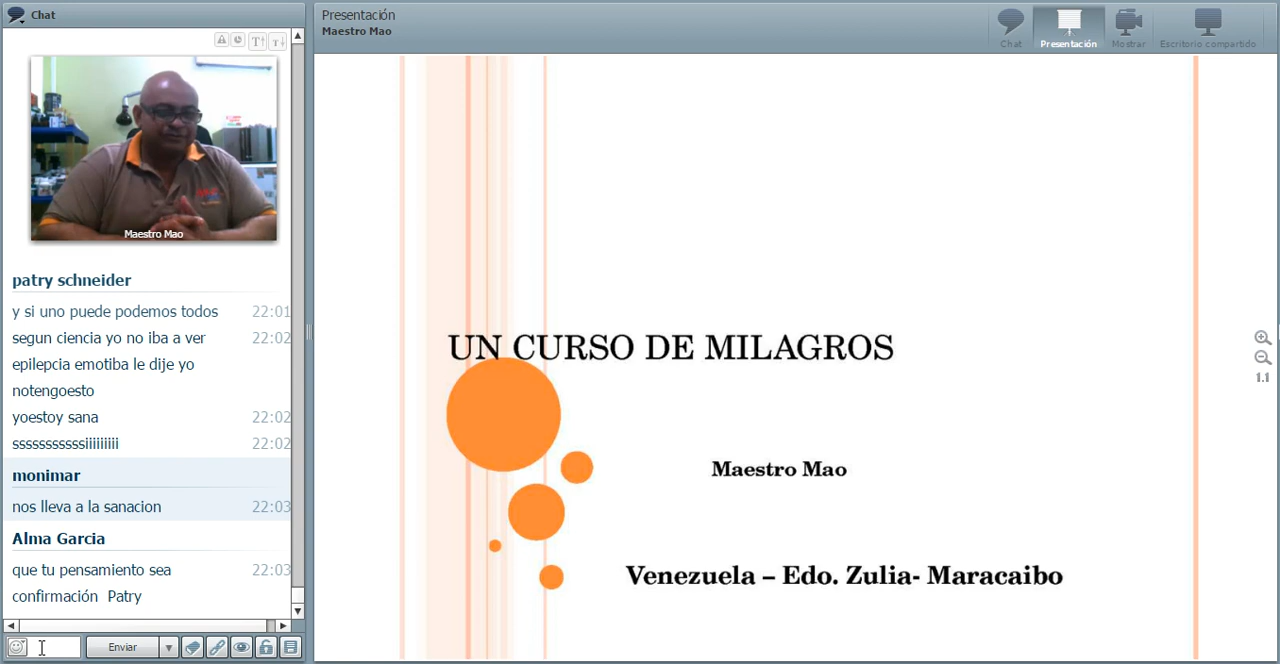 Chat
T↑ T↓
Maestro Mao
patry schneider
y si uno puede podemos todos 22:01
segun ciencia yo no iba a ver 22:02
epilepcia emotiba le dije yo
notengoesto
yoestoy sana 22:02
sssssssssssiiiiiiiii 22:02
monimar
nos lleva a la sanacion 22:03
Alma Garcia
que tu pensamiento sea 22:03
confirmación Patry
Enviar
Presentación
Maestro Mao
Chat
Presentación
Mostrar
Escritorio compartido
UN CURSO DE MILAGROS
Maestro Mao
Venezuela – Edo. Zulia- Maracaibo
1.1